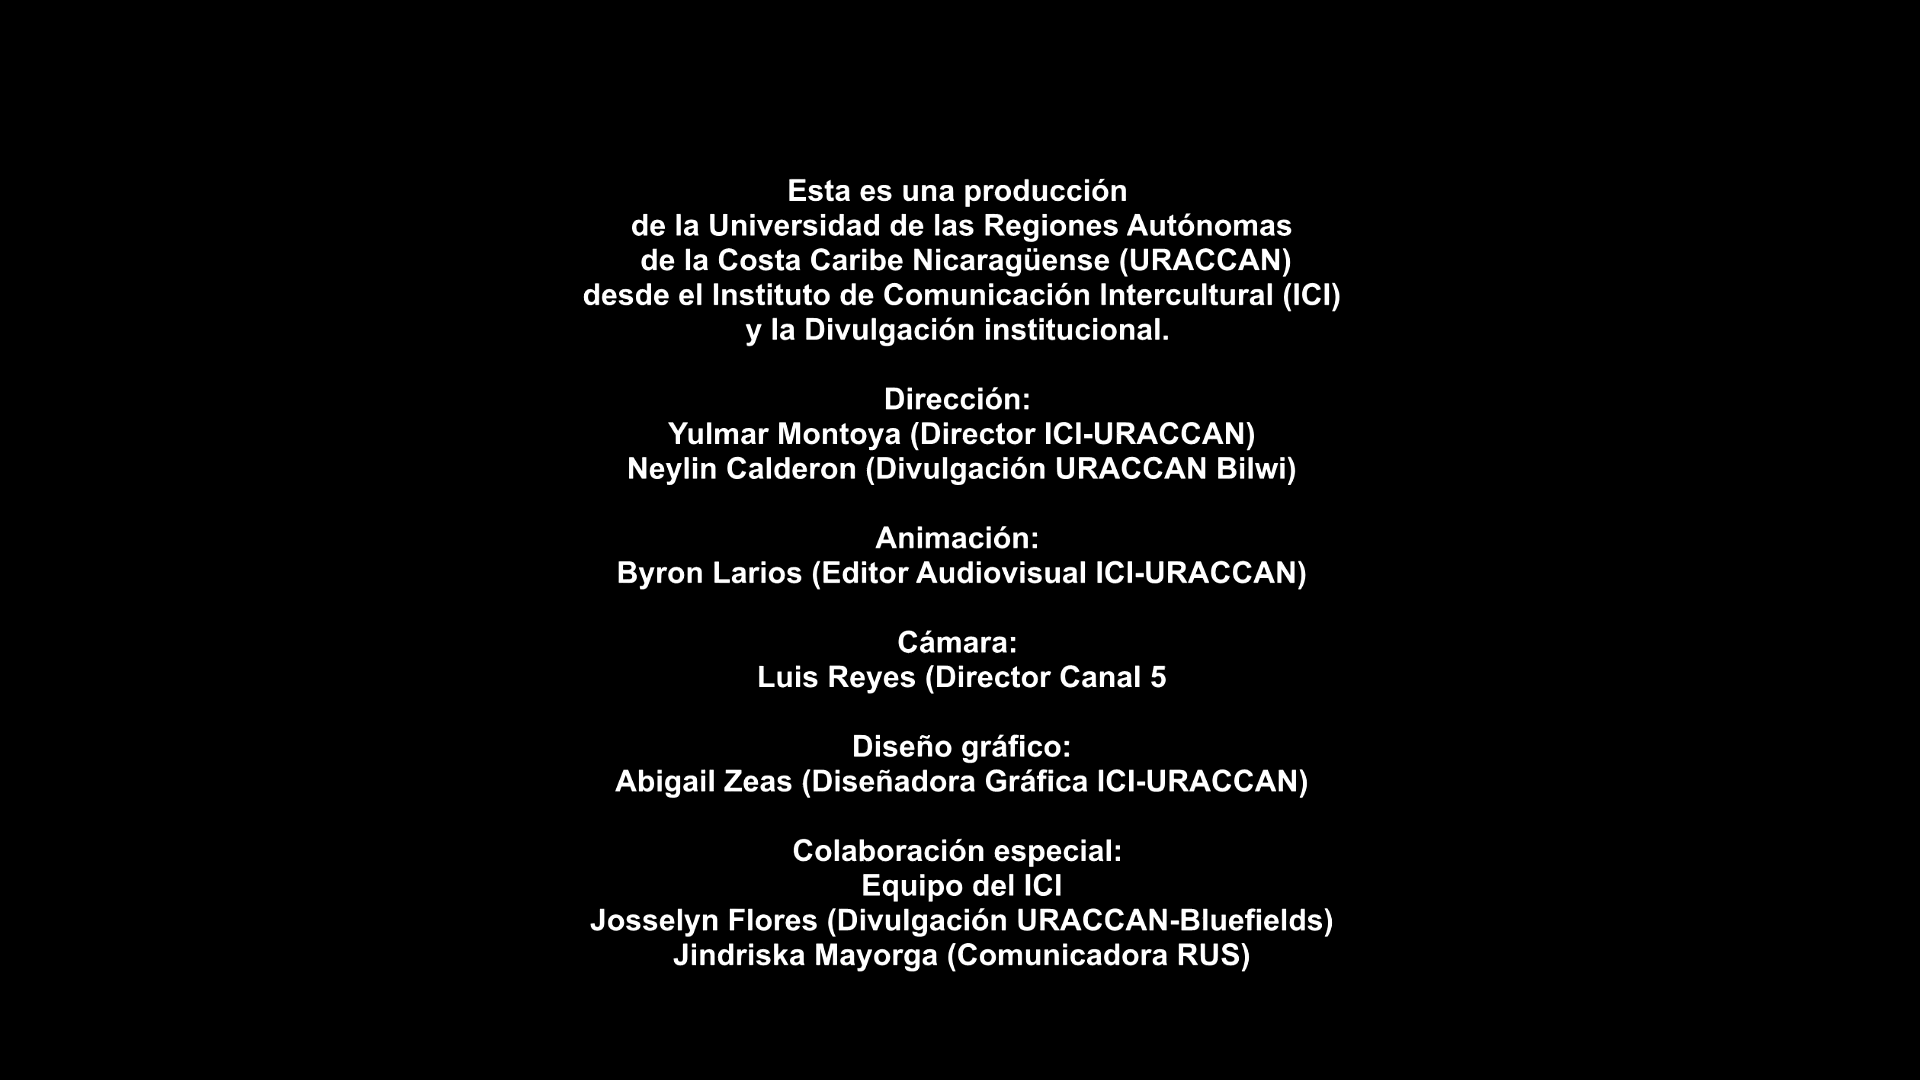 Esta es una producción
de la Universidad de las Regiones Autónomas
de la Costa Caribe Nicaragüense (URACCAN)
desde el Instituto de Comunicación Intercultural (ICI)
y la Divulgación institucional.
Dirección:
Yulmar Montoya (Director ICI-URACCAN)
Neylin Calderon (Divulgación URACCAN Bilwi)
Animación:
Byron Larios (Editor Audiovisual ICI-URACCAN)
Cámara:
Luis Reyes (Director Canal 5
Diseño gráfico:
Abigail Zeas (Diseñadora Gráfica ICI-URACCAN)
Colaboración especial:
Equipo del ICI
Josselyn Flores (Divulgación URACCAN-Bluefields)
Jindriska Mayorga (Comunicadora RUS)